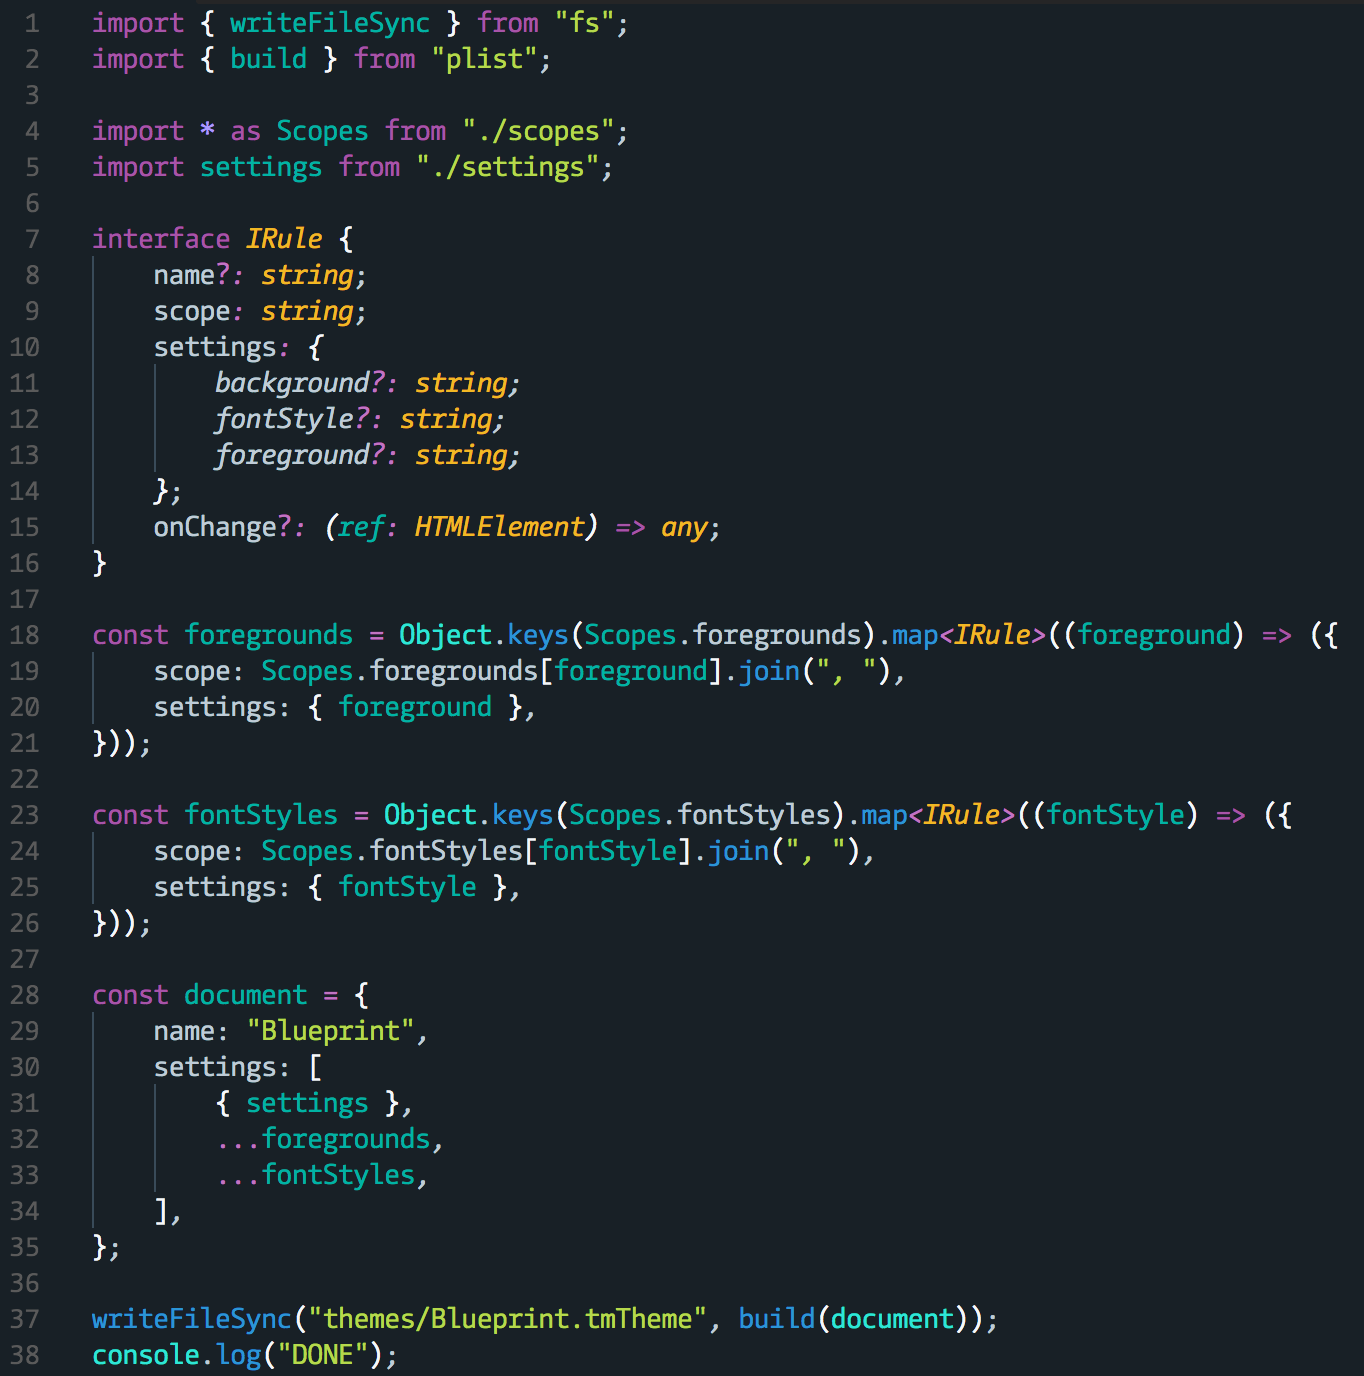 1 import { writeFileSync } from "fs";
2 import { build } from "plist";
3
4 import * as Scopes from "./scopes";
5 import settings from "./settings";
6
7 interface IRule {
8     name?: string;
9     scope: string;
10     settings: {
11         background?: string;
12         fontStyle?: string;
13         foreground?: string;
14     };
15     onChange?: (ref: HTMLElement) => any;
16 }
17
18 const foregrounds = Object.keys(Scopes.foregrounds).map<IRule>((foreground) => ({
19     scope: Scopes.foregrounds[foreground].join(", "),
20     settings: { foreground },
21 }));
22
23 const fontStyles = Object.keys(Scopes.fontStyles).map<IRule>((fontStyle) => ({
24     scope: Scopes.fontStyles[fontStyle].join(", "),
25     settings: { fontStyle },
26 }));
27
28 const document = {
29     name: "Blueprint",
30     settings: [
31         { settings },
32         ...foregrounds,
33         ...fontStyles,
34     ],
35 };
36
37 writeFileSync("themes/Blueprint.tmTheme", build(document));
38 console.log("DONE");